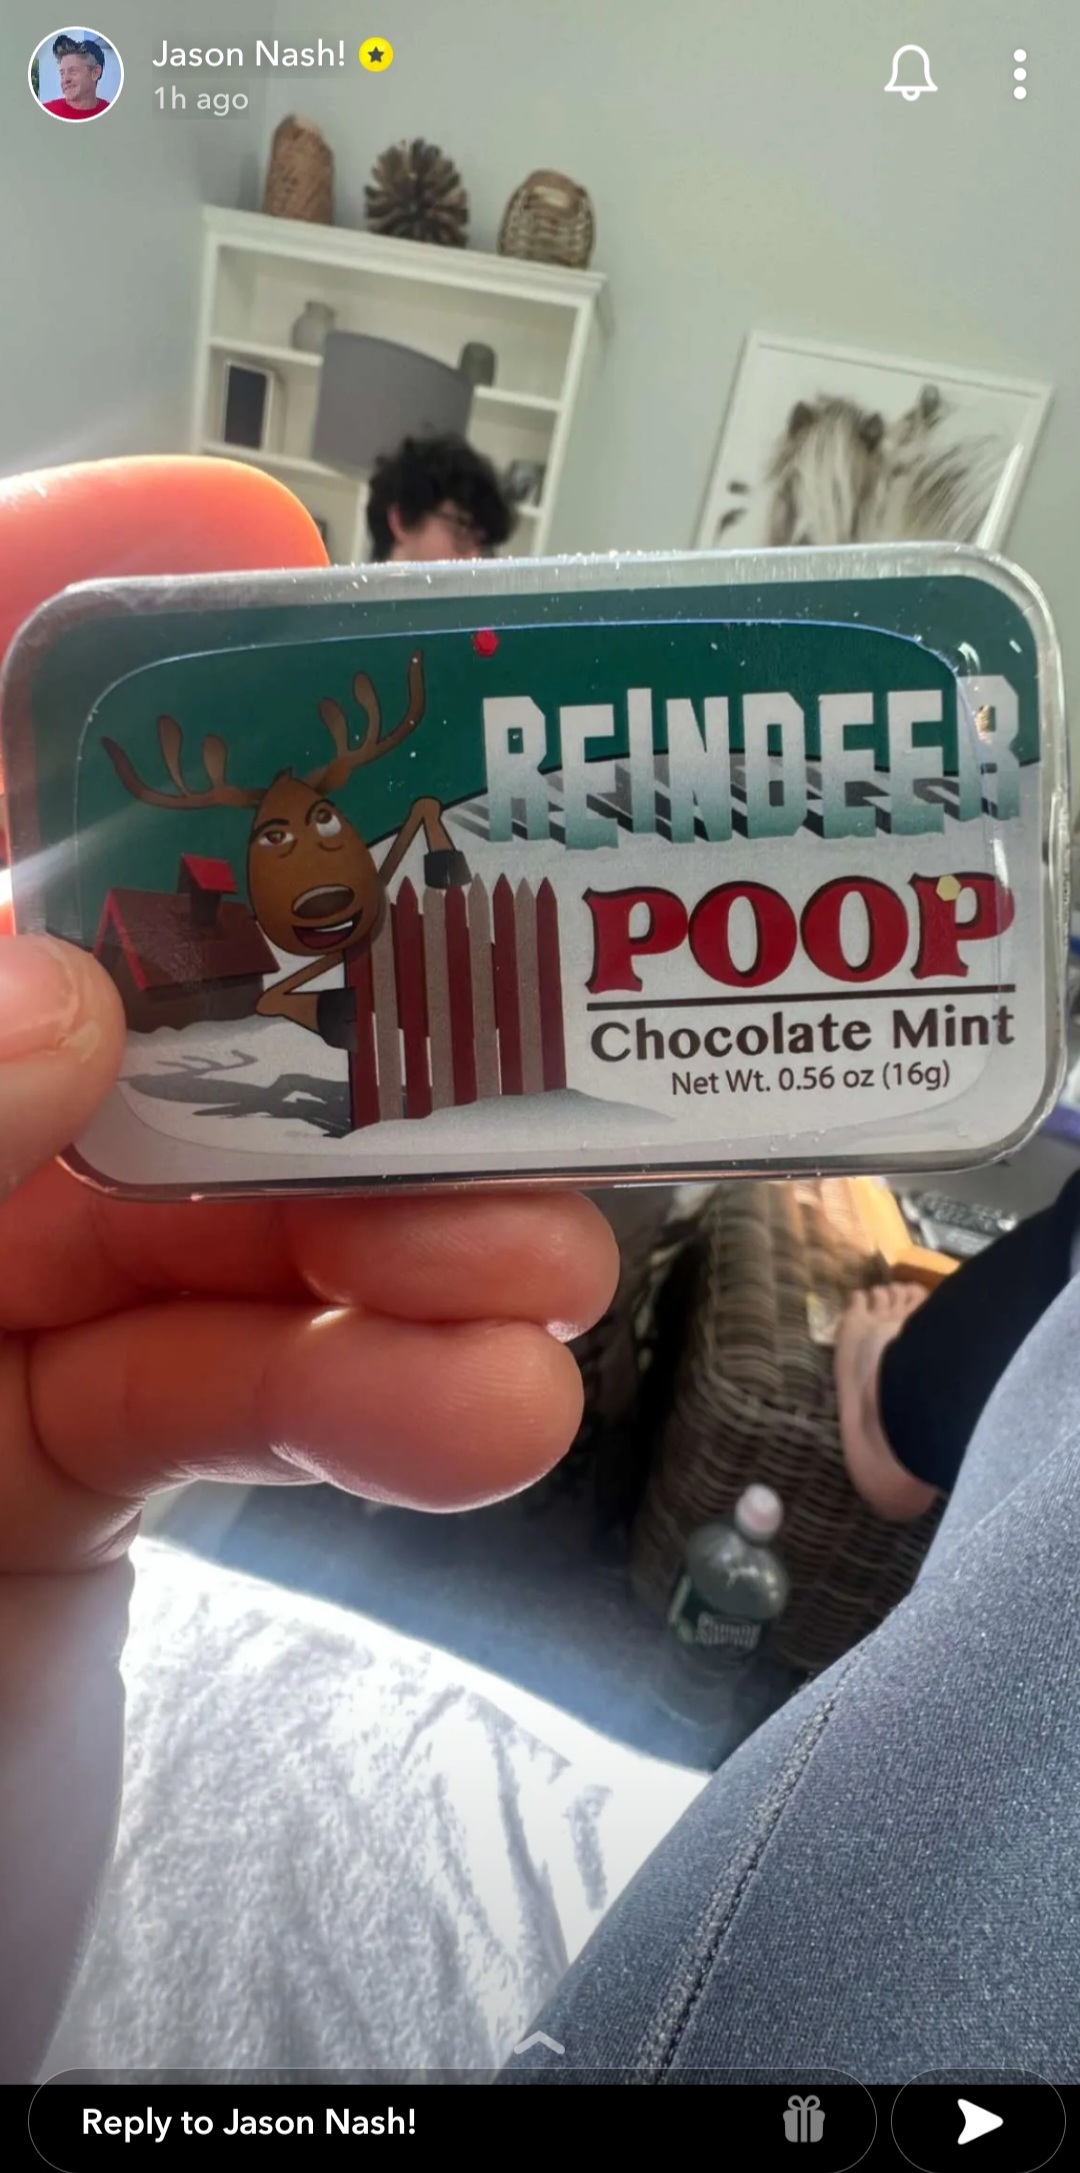 Jason Nash!
1h ago
REINDEER
POOP
Chocolate Mint
Net Wt. 0.56 oz (16g)
Reply to Jason Nash!